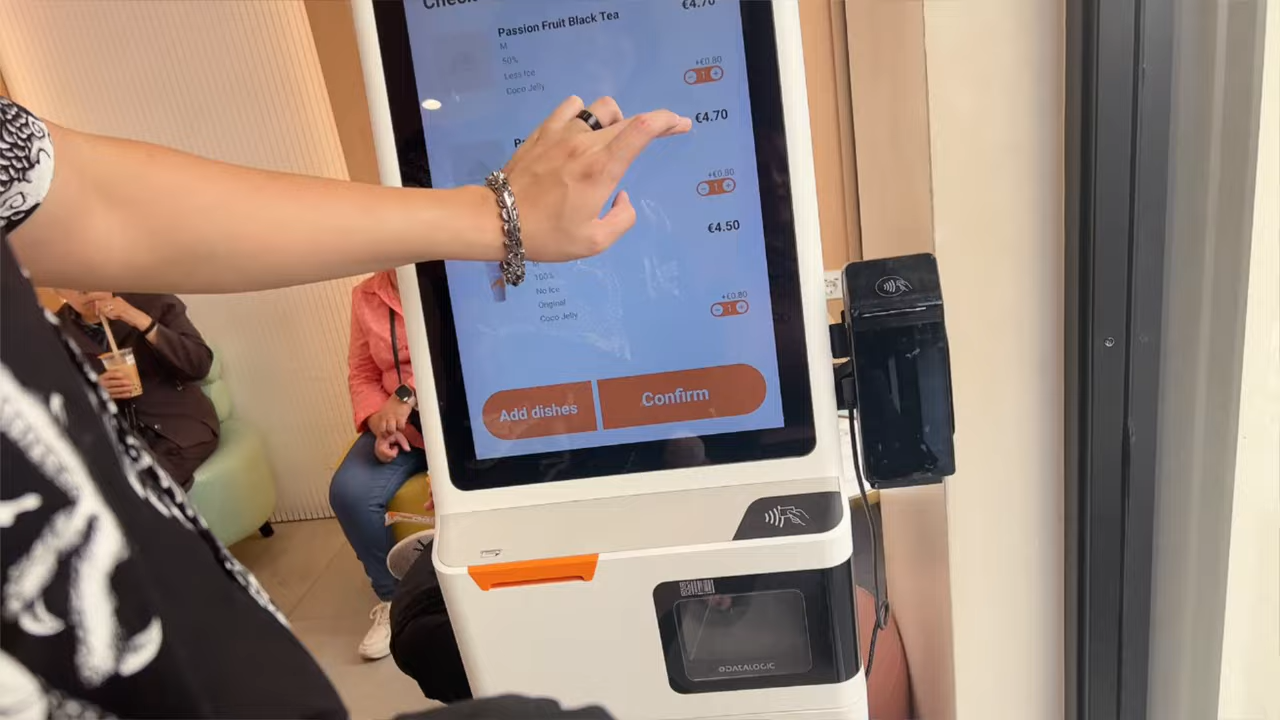 Check
€4.70
Passion Fruit Black Tea
M
50%
Less Ice
Coco Jelly
+€0.80
1
€4.70
+€0.80
1
€4.50
100%
No Ice
Original
Coco Jelly
+€0.80
1
Add dishes
Confirm
DATALOGIC